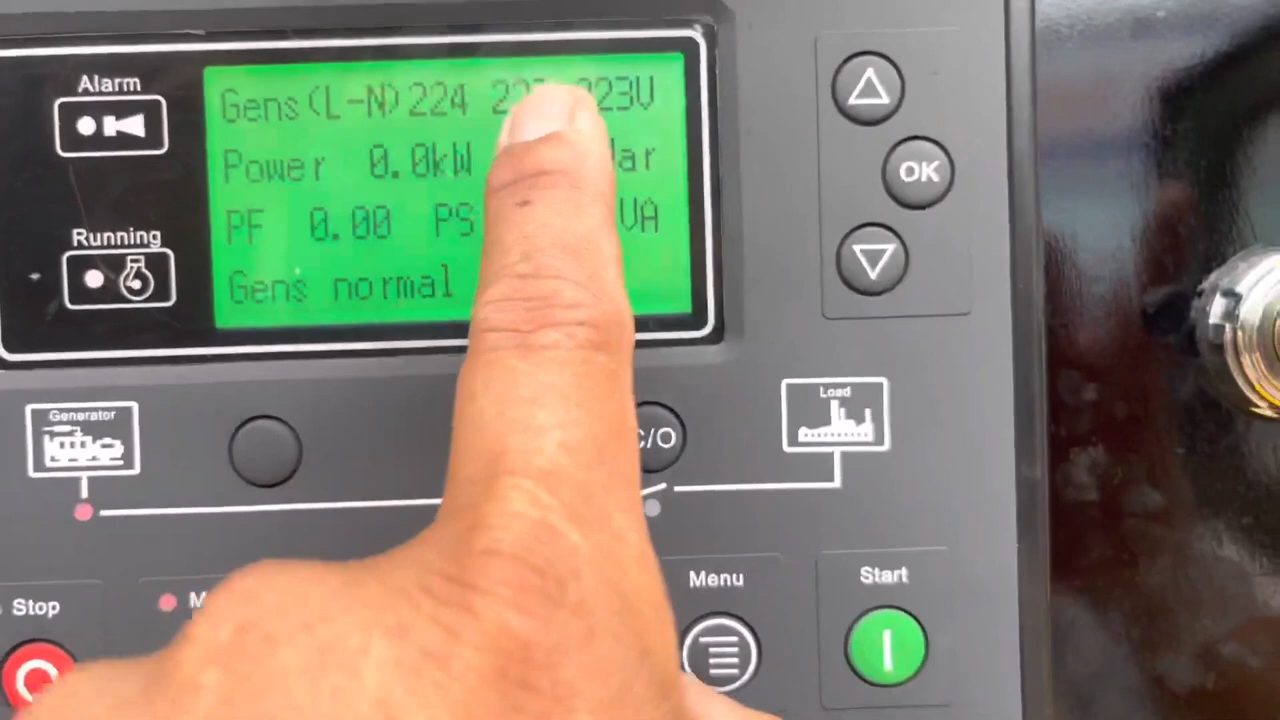 Alarm
Gens(L-N)224 223V
Power 0.0kW
PF 0.00 PS
Running
Gens normal
OK
Generator
C/O
Load
Stop
Menu
Start